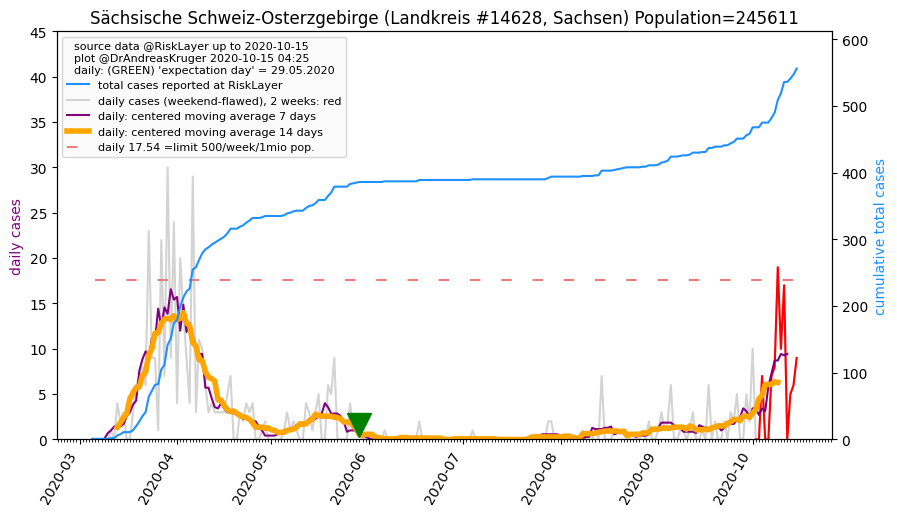 Sächsische Schweiz-Osterzgebirge (Landkreis #14628, Sachsen) Population=245611
source data @RiskLayer up to 2020-10-15
plot @DrAndreasKruger 2020-10-15 04:25
daily: (GREEN) 'expectation day' = 29.05.2020
total cases reported at RiskLayer
daily cases (weekend-flawed), 2 weeks: red
daily: centered moving average 7 days
daily: centered moving average 14 days
daily 17.54 =limit 500/week/1mio pop.
daily cases
45
40
35
30
25
20
15
10
5
0
cumulative total cases
600
500
400
300
200
100
0
2020-03
2020-04
2020-05
2020-06
2020-07
2020-08
2020-09
2020-10